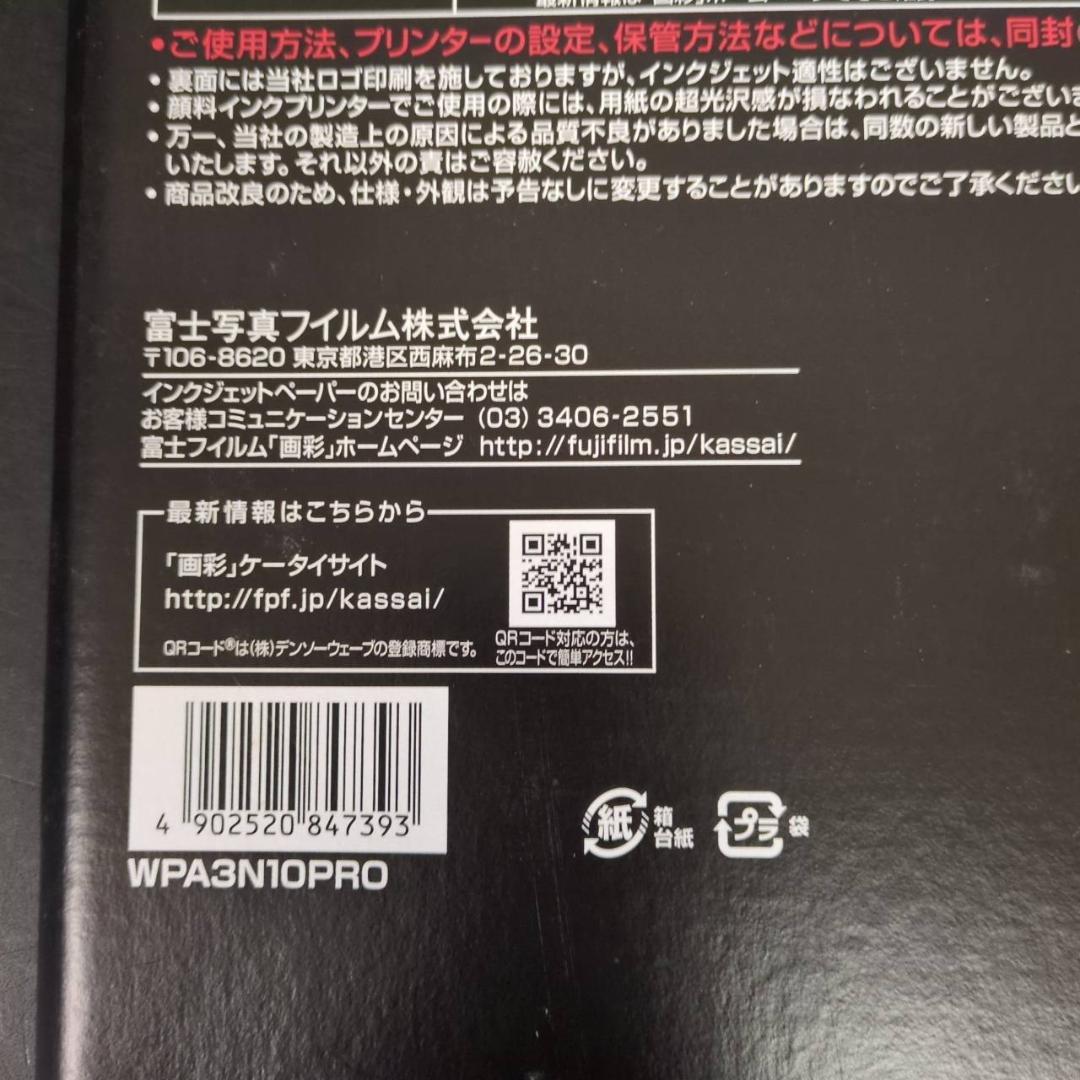 •ご使用方法、プリンターの設定、保管方法などについては、同封
• 裏面には当社ロゴ印刷を施しておりますが、インクジェット適性はございません。
• 顔料インクプリンターでご使用の際には、用紙の超光沢感が損なわれることがございま
• 万一、当社の製造上の原因による品質不良がありました場合は、同数の新しい製品と
いたします。それ以外の責はご容赦ください。
• 商品改良のため、仕様・外観は予告なしに変更することがありますのでご了承ください
富士写真フイルム株式会社
〒106-8620 東京都港区西麻布2-26-30
インクジェットペーパーのお問い合わせは
お客様コミュニケーションセンター (03) 3406-2551
富士フイルム「画彩」ホームページ http://fujifilm.jp/kassai/
最新情報はこちらから
「画彩」ケータイサイト
http://fpf.jp/kassai/
QRコード®は(株)デンソーウェーブの登録商標です。
QRコード対応の方は、
このコードで簡単アクセス!!
4 902520 847393
WPA3N10PRO
紙 箱
台紙
プラ 袋